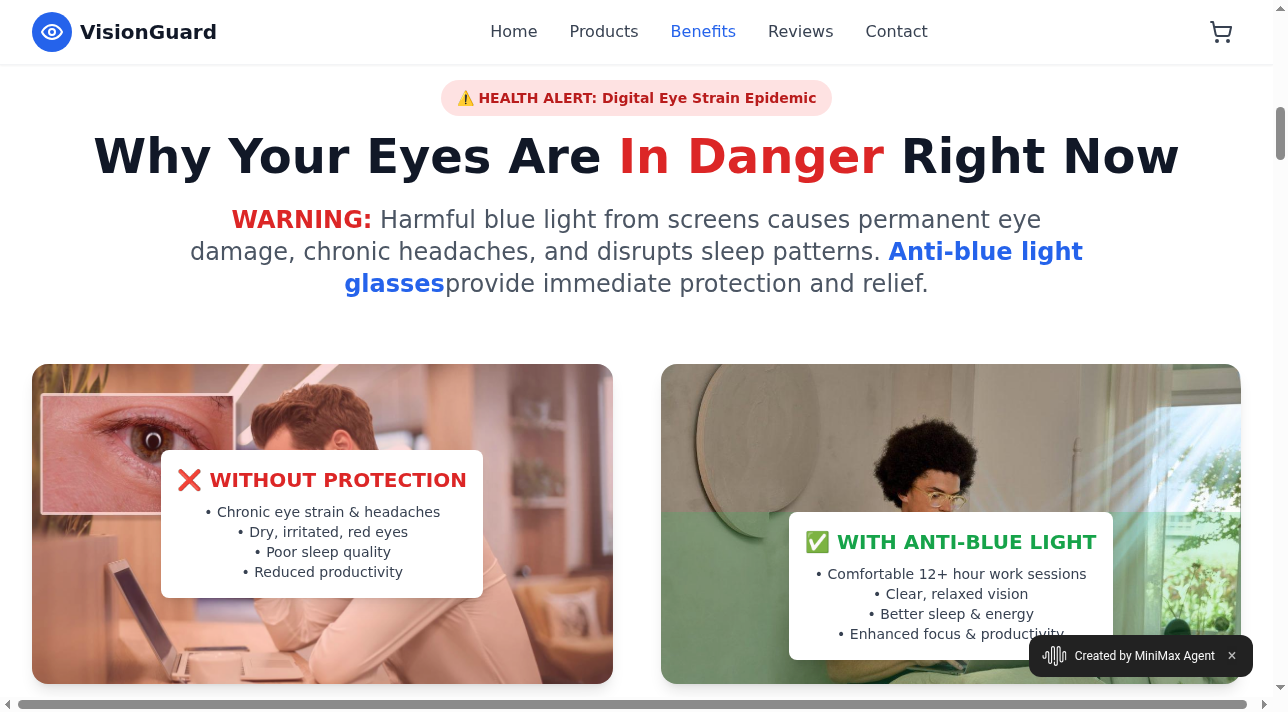 VisionGuard
Home Products Benefits Reviews Contact
⚠️ HEALTH ALERT: Digital Eye Strain Epidemic
Why Your Eyes Are In Danger Right Now
WARNING: Harmful blue light from screens causes permanent eye
damage, chronic headaches, and disrupts sleep patterns. Anti-blue light
glassesprovide immediate protection and relief.
❌ WITHOUT PROTECTION
• Chronic eye strain & headaches
• Dry, irritated, red eyes
• Poor sleep quality
• Reduced productivity
✅ WITH ANTI-BLUE LIGHT
• Comfortable 12+ hour work sessions
• Clear, relaxed vision
• Better sleep & energy
• Enhanced focus & productivity
Created by MiniMax Agent ×